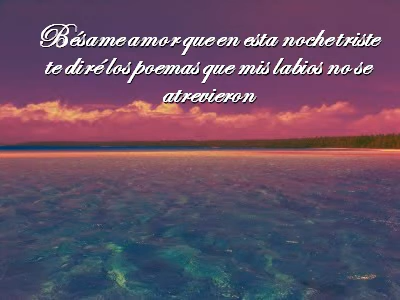 Bésame amor que en esta noche triste
te diré los poemas que mis labios no se
atrevieron